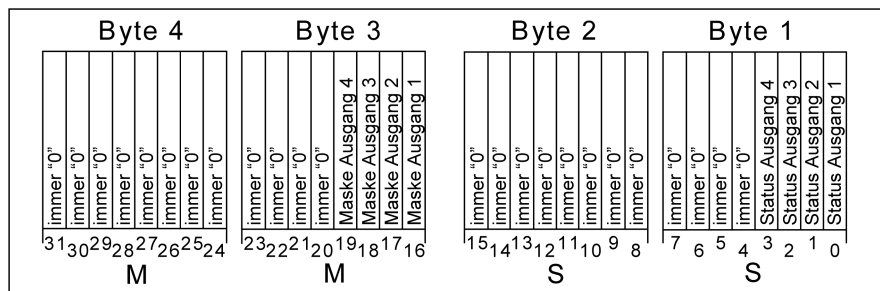 Byte 4 Byte 3 Byte 2 Byte 1
immer “0” immer “0” immer “0” immer “0” immer “0” immer “0” immer “0” immer “0” immer “0” immer “0” immer “0” immer “0” Maske Ausgang 4 Maske Ausgang 3 Maske Ausgang 2 Maske Ausgang 1 immer “0” immer “0” immer “0” immer “0” immer “0” immer “0” immer “0” immer “0” immer “0” immer “0” immer “0” immer “0” Status Ausgang 4 Status Ausgang 3 Status Ausgang 2 Status Ausgang 1
31 30 29 28 27 26 25 24 23 22 21 20 19 18 17 16 15 14 13 12 11 10 9 8 7 6 5 4 3 2 1 0
M M S S